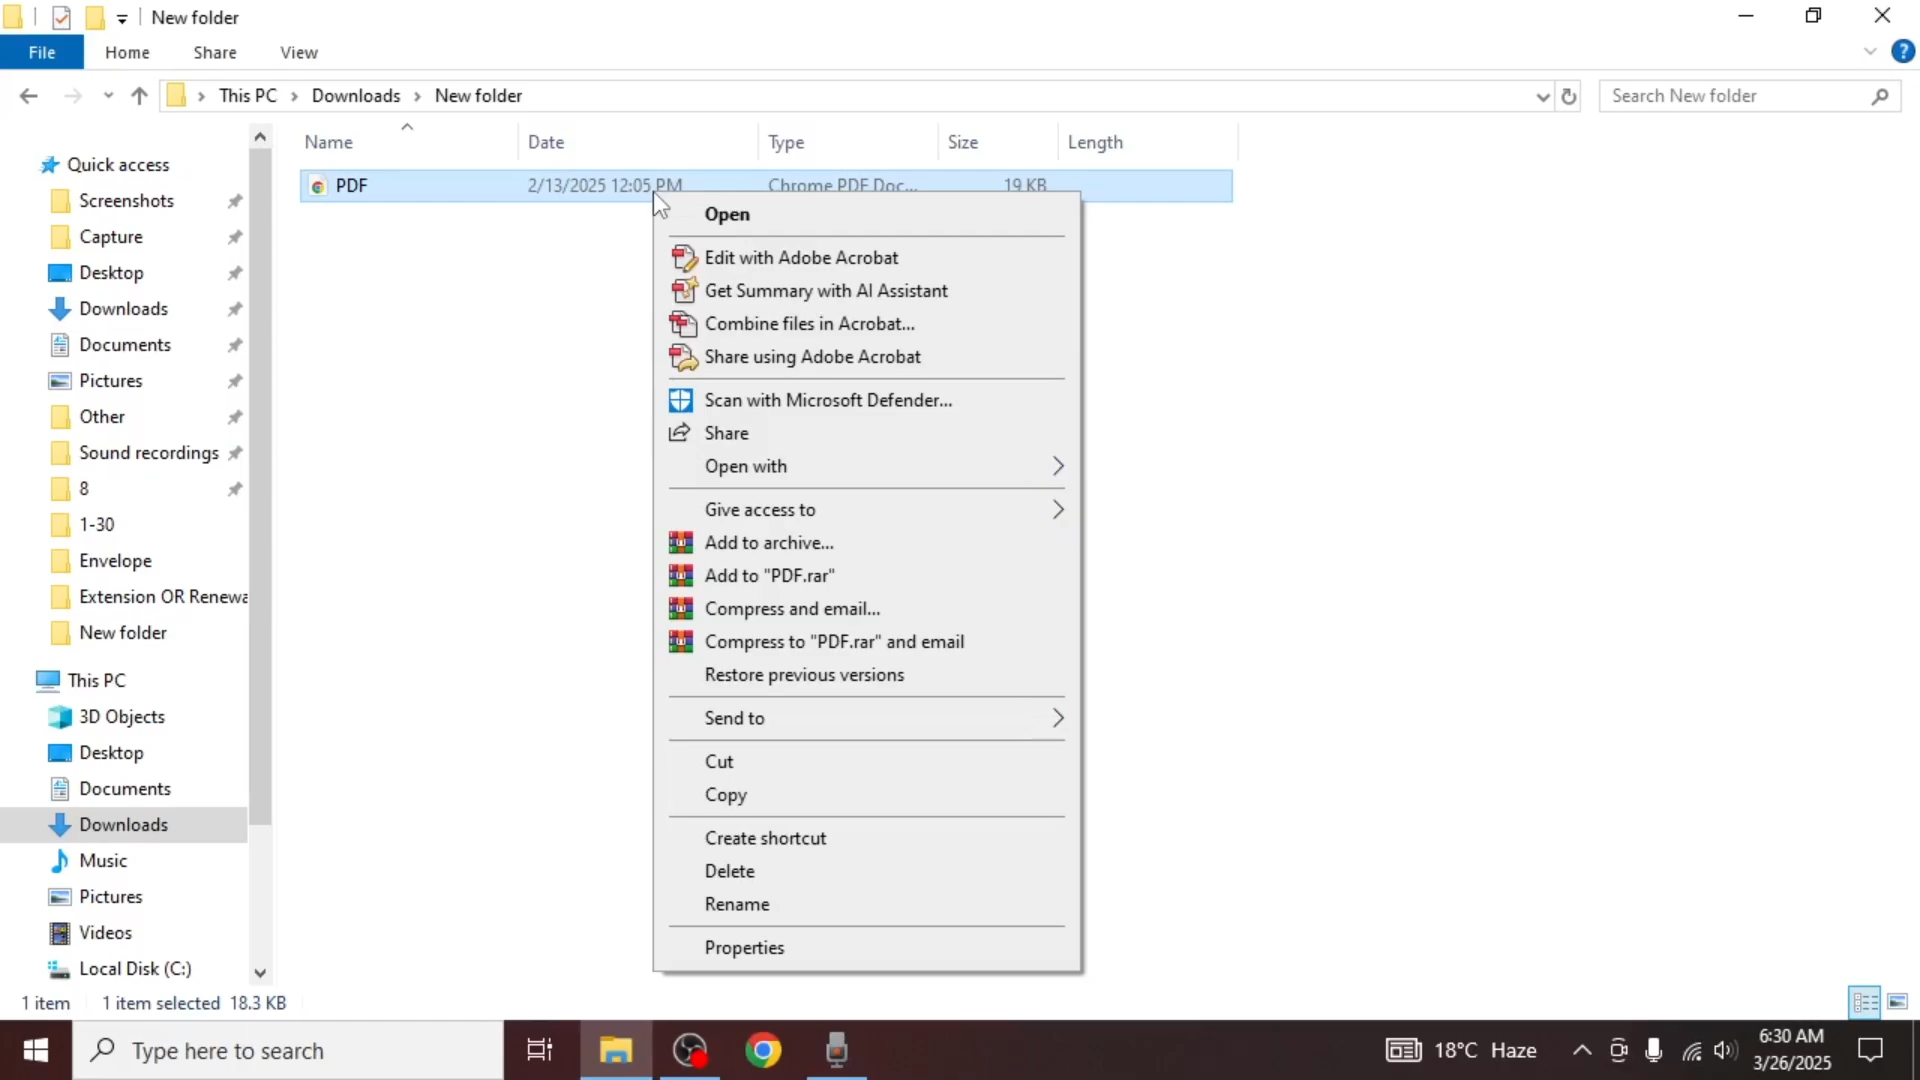 New folder
File Home Share View
This PC Downloads New folder
Search New folder
Name Date Type Size Length
Quick access
Screenshots
Capture
Desktop
Downloads
Documents
Pictures
Other
Sound recordings
8
1-30
Envelope
Extension OR Renewa
New folder
This PC
3D Objects
Desktop
Documents
Downloads
Music
Pictures
Videos
Local Disk (C:)
PDF 2/13/2025 12:05 PM Chrome PDF Doc... 19 KB
Open
Edit with Adobe Acrobat
Get Summary with AI Assistant
Combine files in Acrobat...
Share using Adobe Acrobat
Scan with Microsoft Defender...
Share
Open with
Give access to
Add to archive...
Add to "PDF.rar"
Compress and email...
Compress to "PDF.rar" and email
Restore previous versions
Send to
Cut
Copy
Create shortcut
Delete
Rename
Properties
1 item 1 item selected 18.3 KB
Type here to search
18°C Haze
6:30 AM
3/26/2025